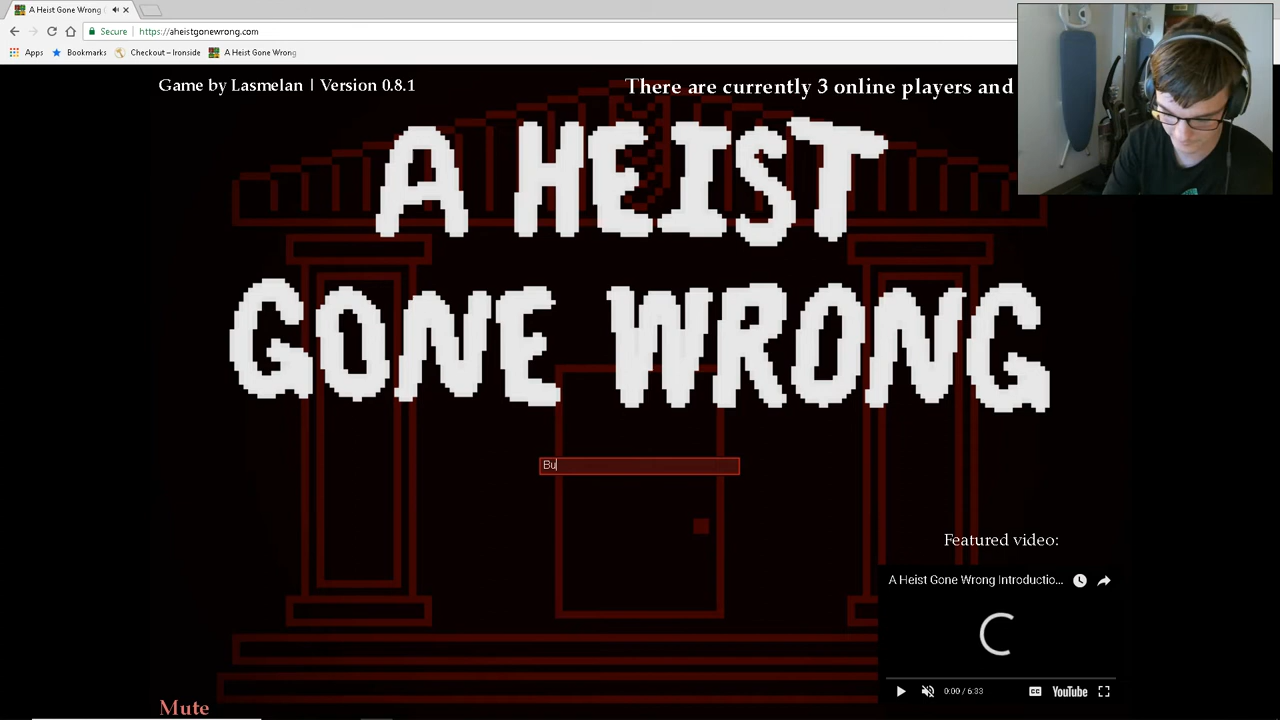 A Heist Gone Wrong
Secure
https://aheistgonewrong.com
Apps
Bookmarks
Checkout – Ironside
A Heist Gone Wrong
Game by Lasmelan | Version 0.8.1
There are currently 3 online players and
A HEIST
GONE WRONG
Bu
Featured video:
A Heist Gone Wrong Introductio...
0:00 / 6:33
CC
YouTube
Mute